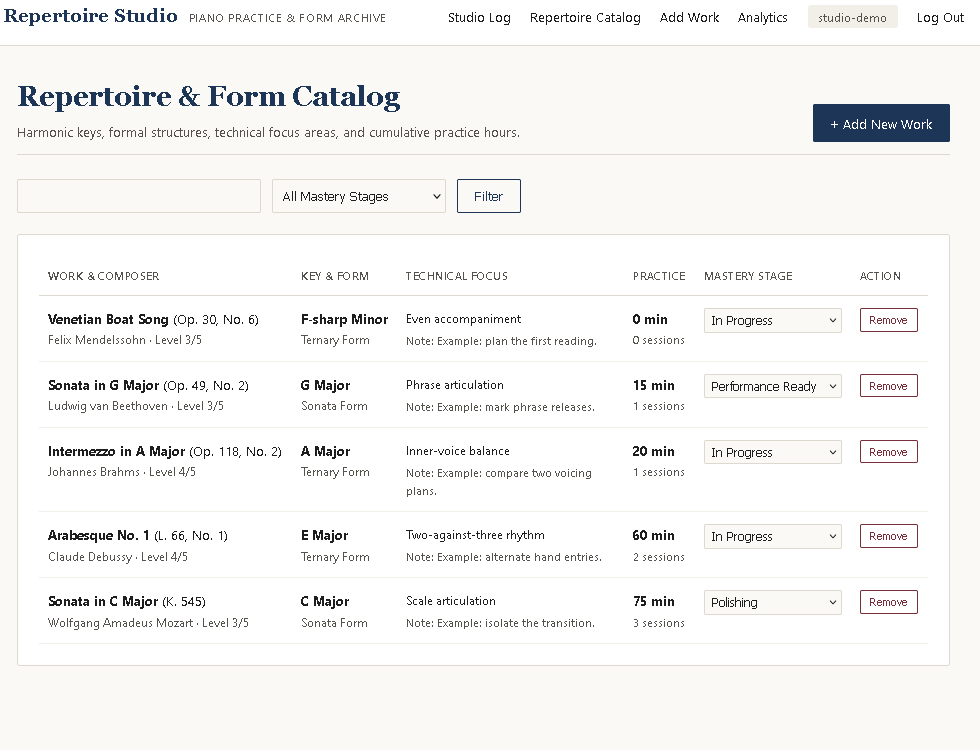 Repertoire Studio PIANO PRACTICE & FORM ARCHIVE Studio Log Repertoire Catalog Add Work Analytics studio-demo Log Out
Repertoire & Form Catalog
Harmonic keys, formal structures, technical focus areas, and cumulative practice hours.
+ Add New Work
All Mastery Stages Filter
WORK & COMPOSER KEY & FORM TECHNICAL FOCUS PRACTICE MASTERY STAGE ACTION
Venetian Boat Song (Op. 30, No. 6) F-sharp Minor Even accompaniment 0 min In Progress Remove
Felix Mendelssohn · Level 3/5 Ternary Form Note: Example: plan the first reading. 0 sessions
Sonata in G Major (Op. 49, No. 2) G Major Phrase articulation 15 min Performance Ready Remove
Ludwig van Beethoven · Level 3/5 Sonata Form Note: Example: mark phrase releases. 1 sessions
Intermezzo in A Major (Op. 118, No. 2) A Major Inner-voice balance 20 min In Progress Remove
Johannes Brahms · Level 4/5 Ternary Form Note: Example: compare two voicing 1 sessions
plans.
Arabesque No. 1 (L. 66, No. 1) E Major Two-against-three rhythm 60 min In Progress Remove
Claude Debussy · Level 4/5 Ternary Form Note: Example: alternate hand entries. 2 sessions
Sonata in C Major (K. 545) C Major Scale articulation 75 min Polishing Remove
Wolfgang Amadeus Mozart · Level 3/5 Sonata Form Note: Example: isolate the transition. 3 sessions